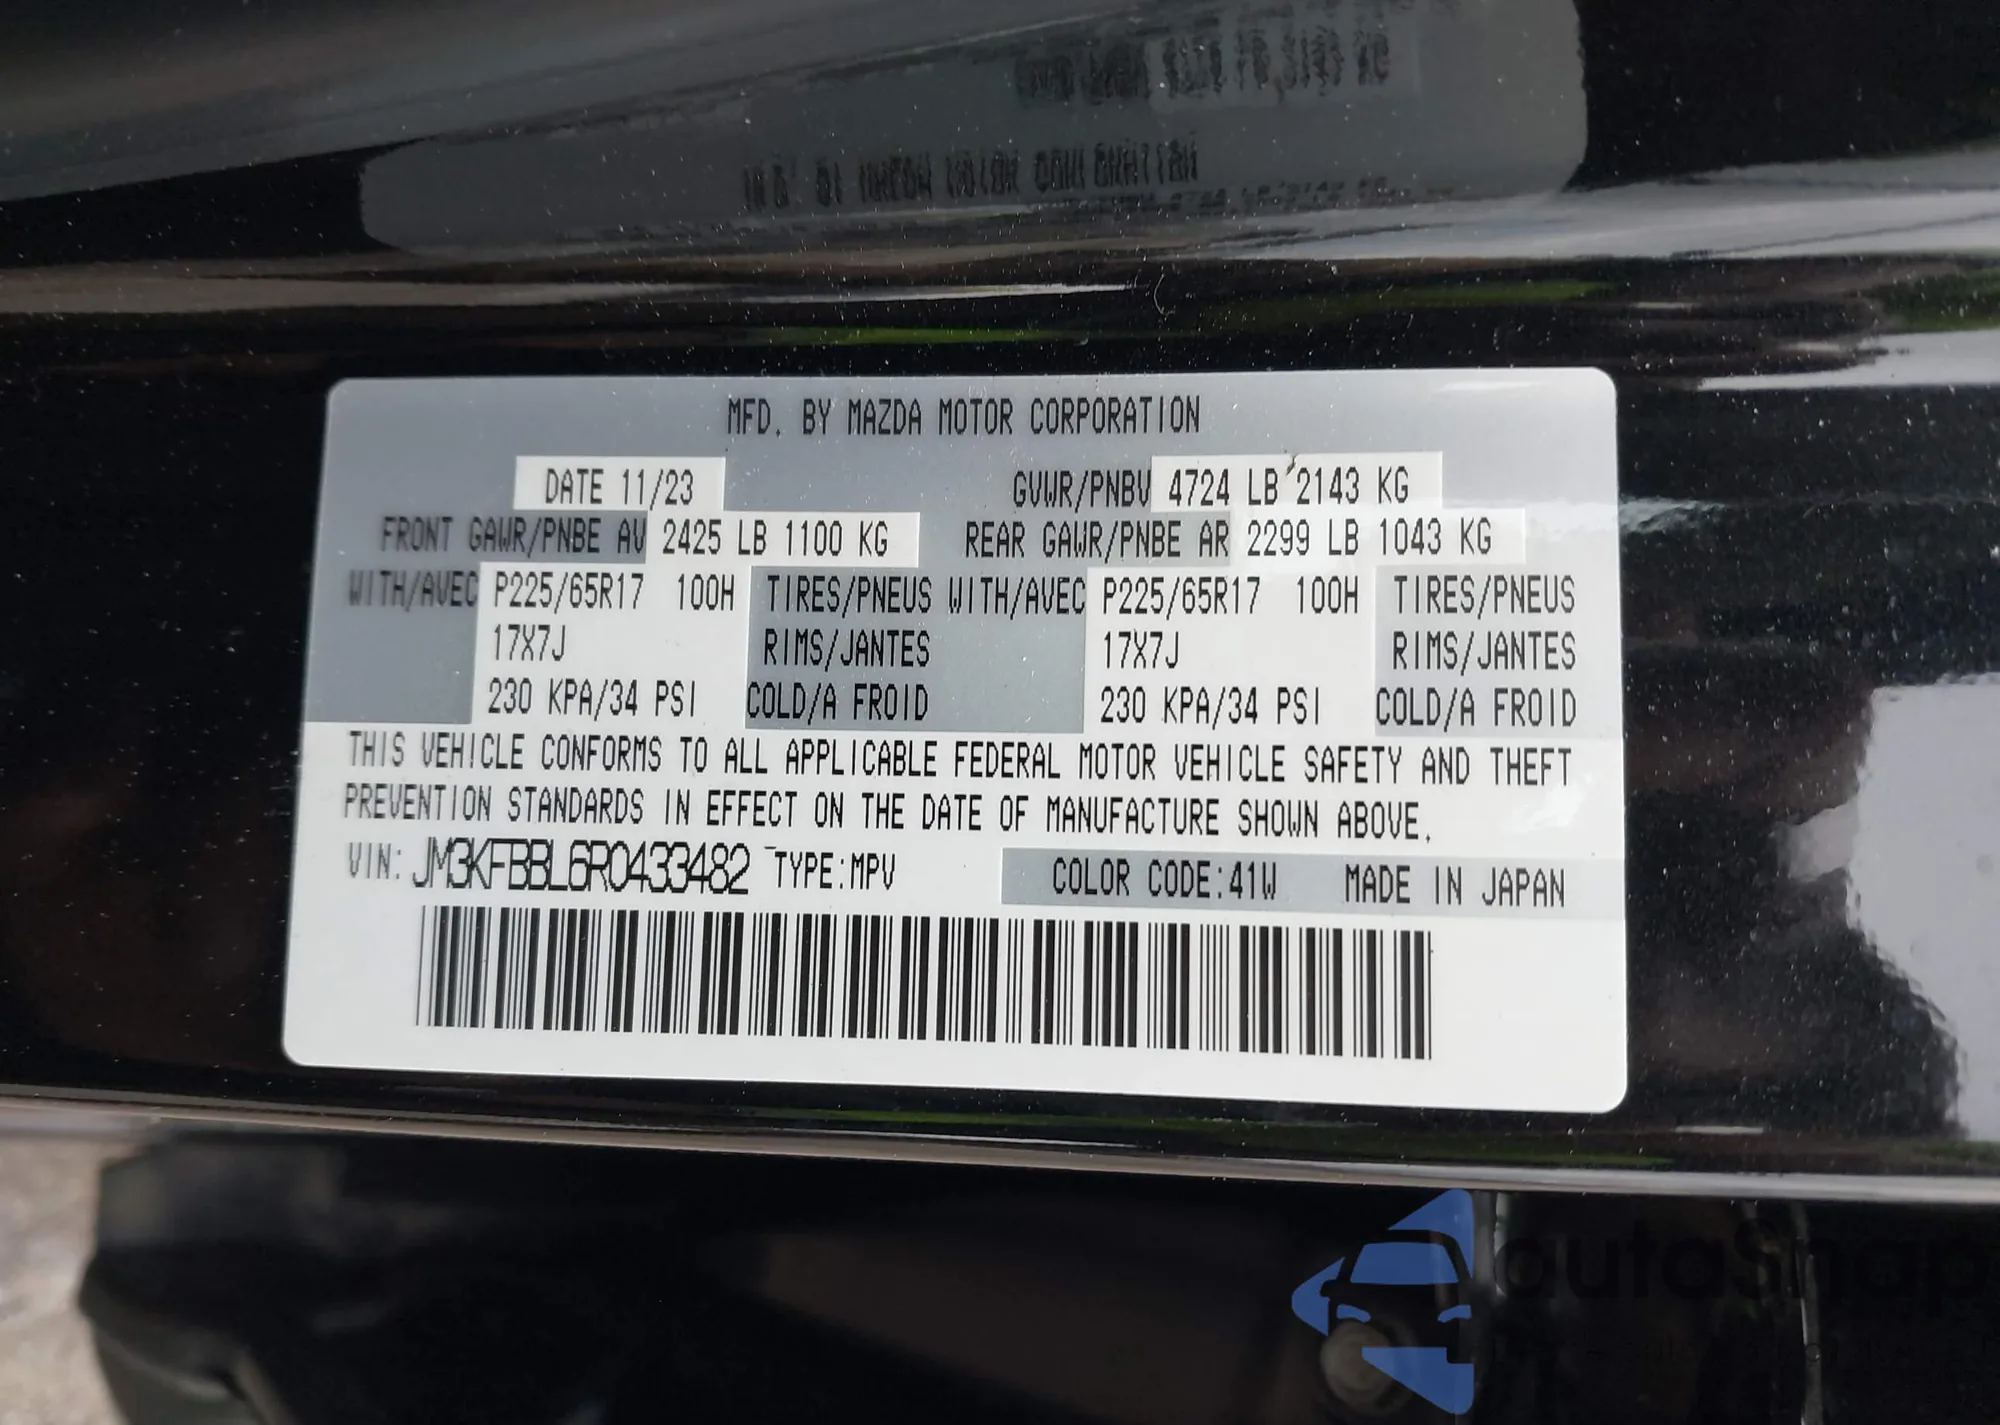 MFD. BY MAZDA MOTOR CORPORATION
DATE 11/23 GVWR/PNBV 4724 LB 2143 KG
FRONT GAWR/PNBE AV 2425 LB 1100 KG REAR GAWR/PNBE AR 2299 LB 1043 KG
WITH/AVEC P225/65R17 100H TIRES/PNEUS WITH/AVEC P225/65R17 100H TIRES/PNEUS
17X7J RIMS/JANTES 17X7J RIMS/JANTES
230 KPA/34 PSI COLD/A FROID 230 KPA/34 PSI COLD/A FROID
THIS VEHICLE CONFORMS TO ALL APPLICABLE FEDERAL MOTOR VEHICLE SAFETY AND THEFT
PREVENTION STANDARDS IN EFFECT ON THE DATE OF MANUFACTURE SHOWN ABOVE.
VIN: JM3KFBBL6R0433482 TYPE:MPV COLOR CODE:41W MADE IN JAPAN
autoSnap